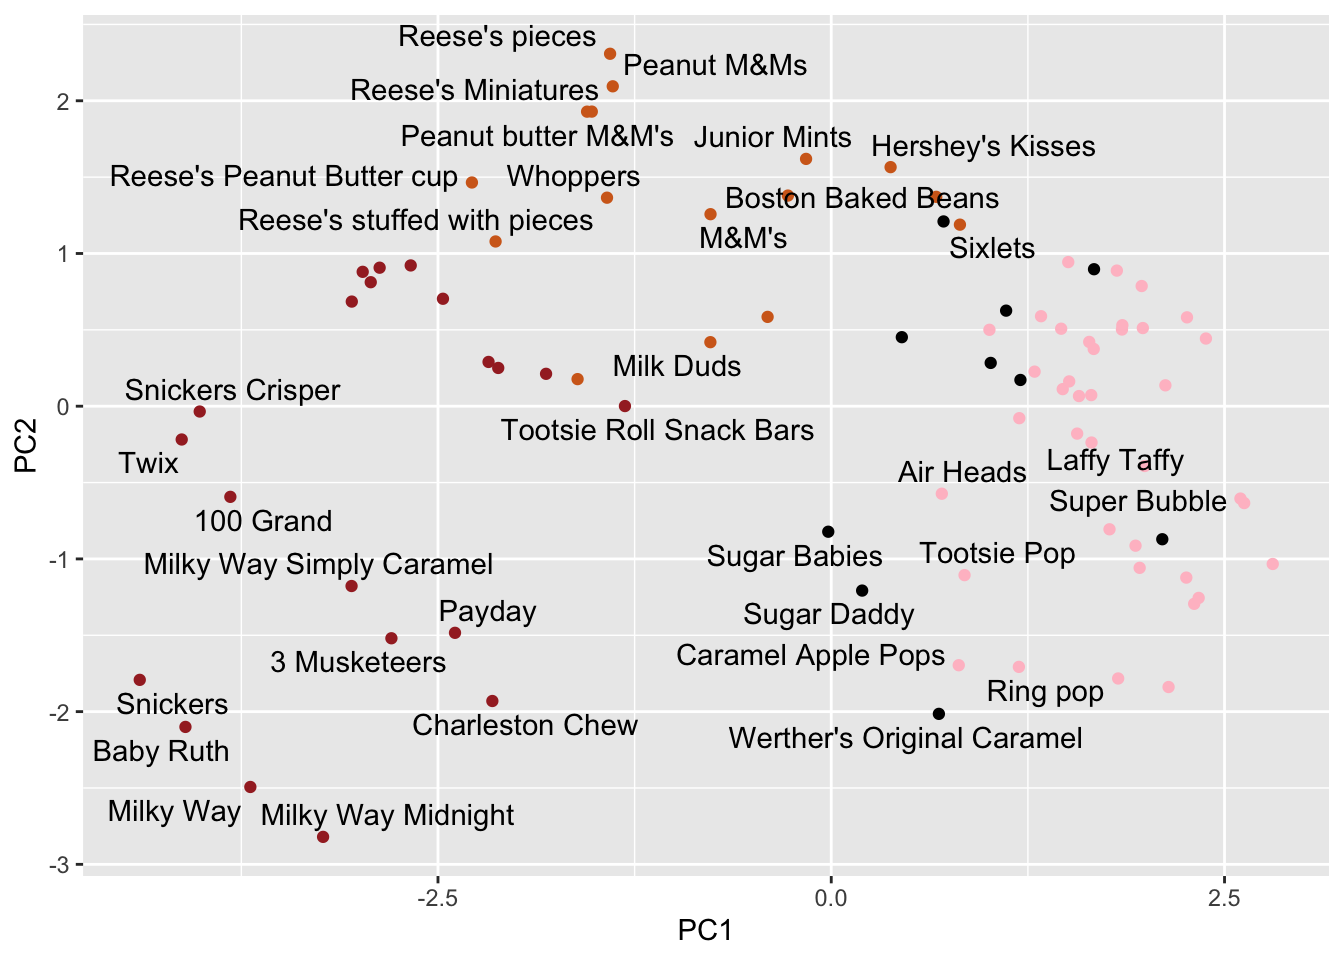 Reese's pieces
Peanut M&Ms
Reese's Miniatures
Peanut butter M&M's
Junior Mints
Hershey's Kisses
Reese's Peanut Butter cup
Whoppers
Boston Baked Beans
Reese's stuffed with pieces
M&M's
Sixlets
Milk Duds
Snickers Crisper
Tootsie Roll Snack Bars
Twix
Laffy Taffy
Air Heads
Super Bubble
100 Grand
Milky Way Simply Caramel
Sugar Babies
Tootsie Pop
Payday
Sugar Daddy
3 Musketeers
Caramel Apple Pops
Ring pop
Snickers
Charleston Chew
Werther's Original Caramel
Baby Ruth
Milky Way
Milky Way Midnight
2
1
0
-1
-2
-3
PC2
-2.5
0.0
2.5
PC1